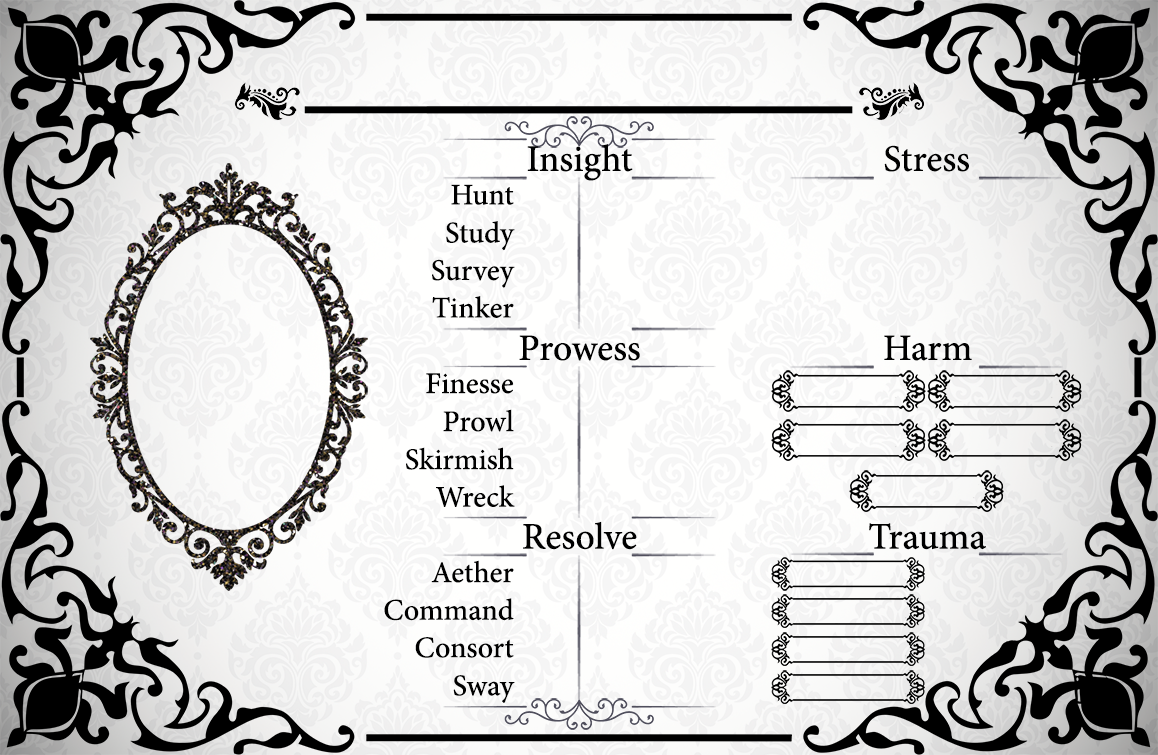 Insight
Hunt
Study
Survey
Tinker
Prowess
Finesse
Prowl
Skirmish
Wreck
Resolve
Aether
Command
Consort
Sway
Stress
Harm
Trauma